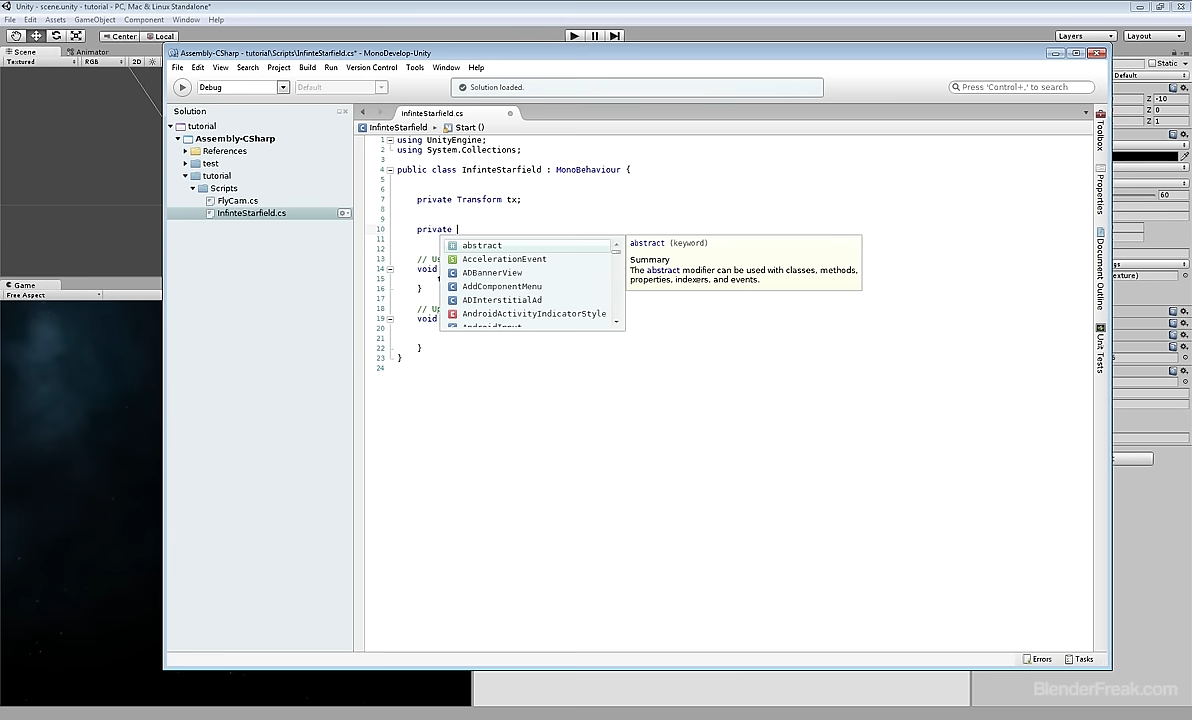 Unity - scene.unity - tutorial - PC, Mac & Linux Standalone*
File Edit Assets GameObject Component Window Help
Center Local
Layers Layout
Scene Animator
Textured RGB 2D
Static
Default
Assembly-CSharp - tutorial\Scripts\InfinteStarfield.cs* - MonoDevelop-Unity
File Edit View Search Project Build Run Version Control Tools Window Help
Debug Default Solution loaded. Press 'Control+,' to search
Solution
tutorial
Assembly-CSharp
References
test
tutorial
Scripts
FlyCam.cs
InfinteStarfield.cs
InfinteStarfield.cs
InfinteStarfield Start ()
1 using UnityEngine;
2 using System.Collections;
3
4 public class InfinteStarfield : MonoBehaviour {
5
6
7 private Transform tx;
8
9
10 private
11
12
13 // Us
14 void
15 t
16 }
17
18 // Up
19 void
20
21
22 }
23 }
24
abstract
AccelerationEvent
ADBannerView
AddComponentMenu
ADInterstitialAd
AndroidActivityIndicatorStyle
AndroidInput
abstract (keyword)
Summary
The abstract modifier can be used with classes, methods,
properties, indexers, and events.
Toolbox
Properties
Document Outline
Unit Tests
Z -10
Z 0
Z 1
60
exture)
Game
Free Aspect
Errors Tasks
BlenderFreak.com